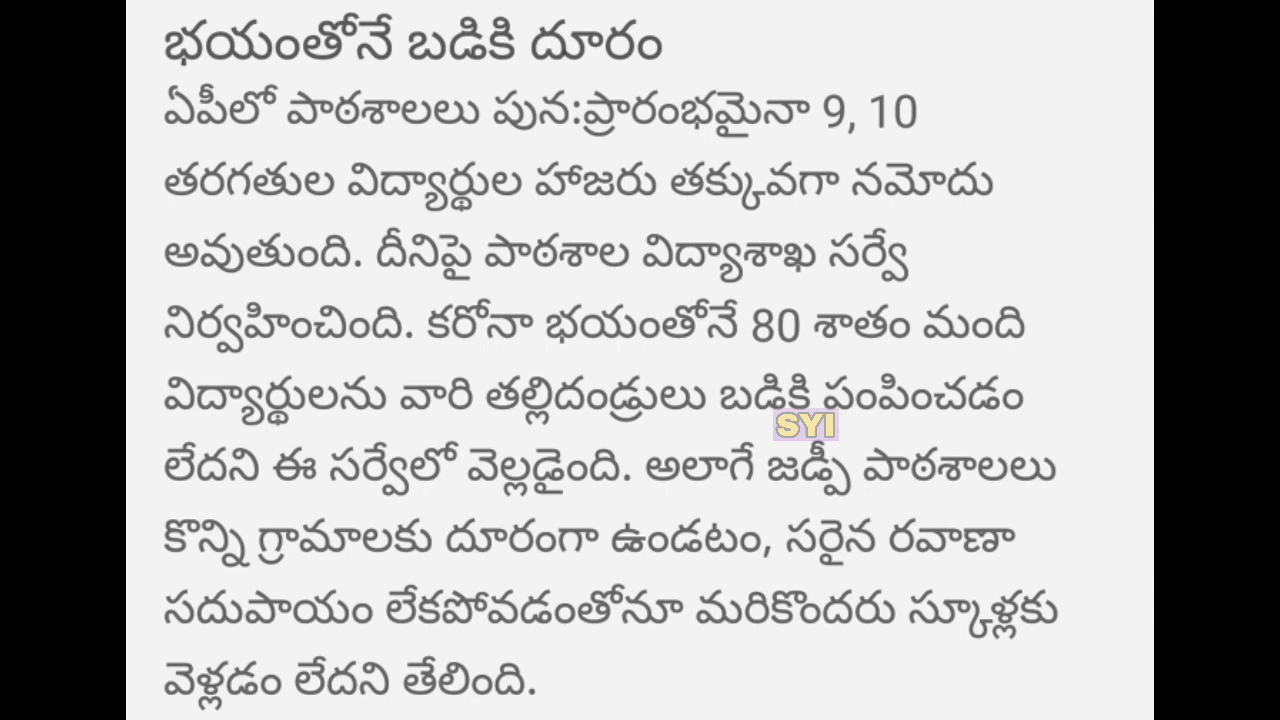 భయంతోనే బడికి దూరం
ఏపీలో పాఠశాలలు పున:ప్రారంభమైనా 9, 10
తరగతుల విద్యార్థుల హాజరు తక్కువగా నమోదు
అవుతుంది. దీనిపై పాఠశాల విద్యాశాఖ సర్వే
నిర్వహించింది. కరోనా భయంతోనే 80 శాతం మంది
విద్యార్థులను వారి తల్లిదండ్రులు బడికి పంపించడం
SYI
లేదని ఈ సర్వేలో వెల్లడైంది. అలాగే జడ్పీ పాఠశాలలు
కొన్ని గ్రామాలకు దూరంగా ఉండటం, సరైన రవాణా
సదుపాయం లేకపోవడంతోనూ మరికొందరు స్కూళ్లకు
వెళ్లడం లేదని తేలింది.